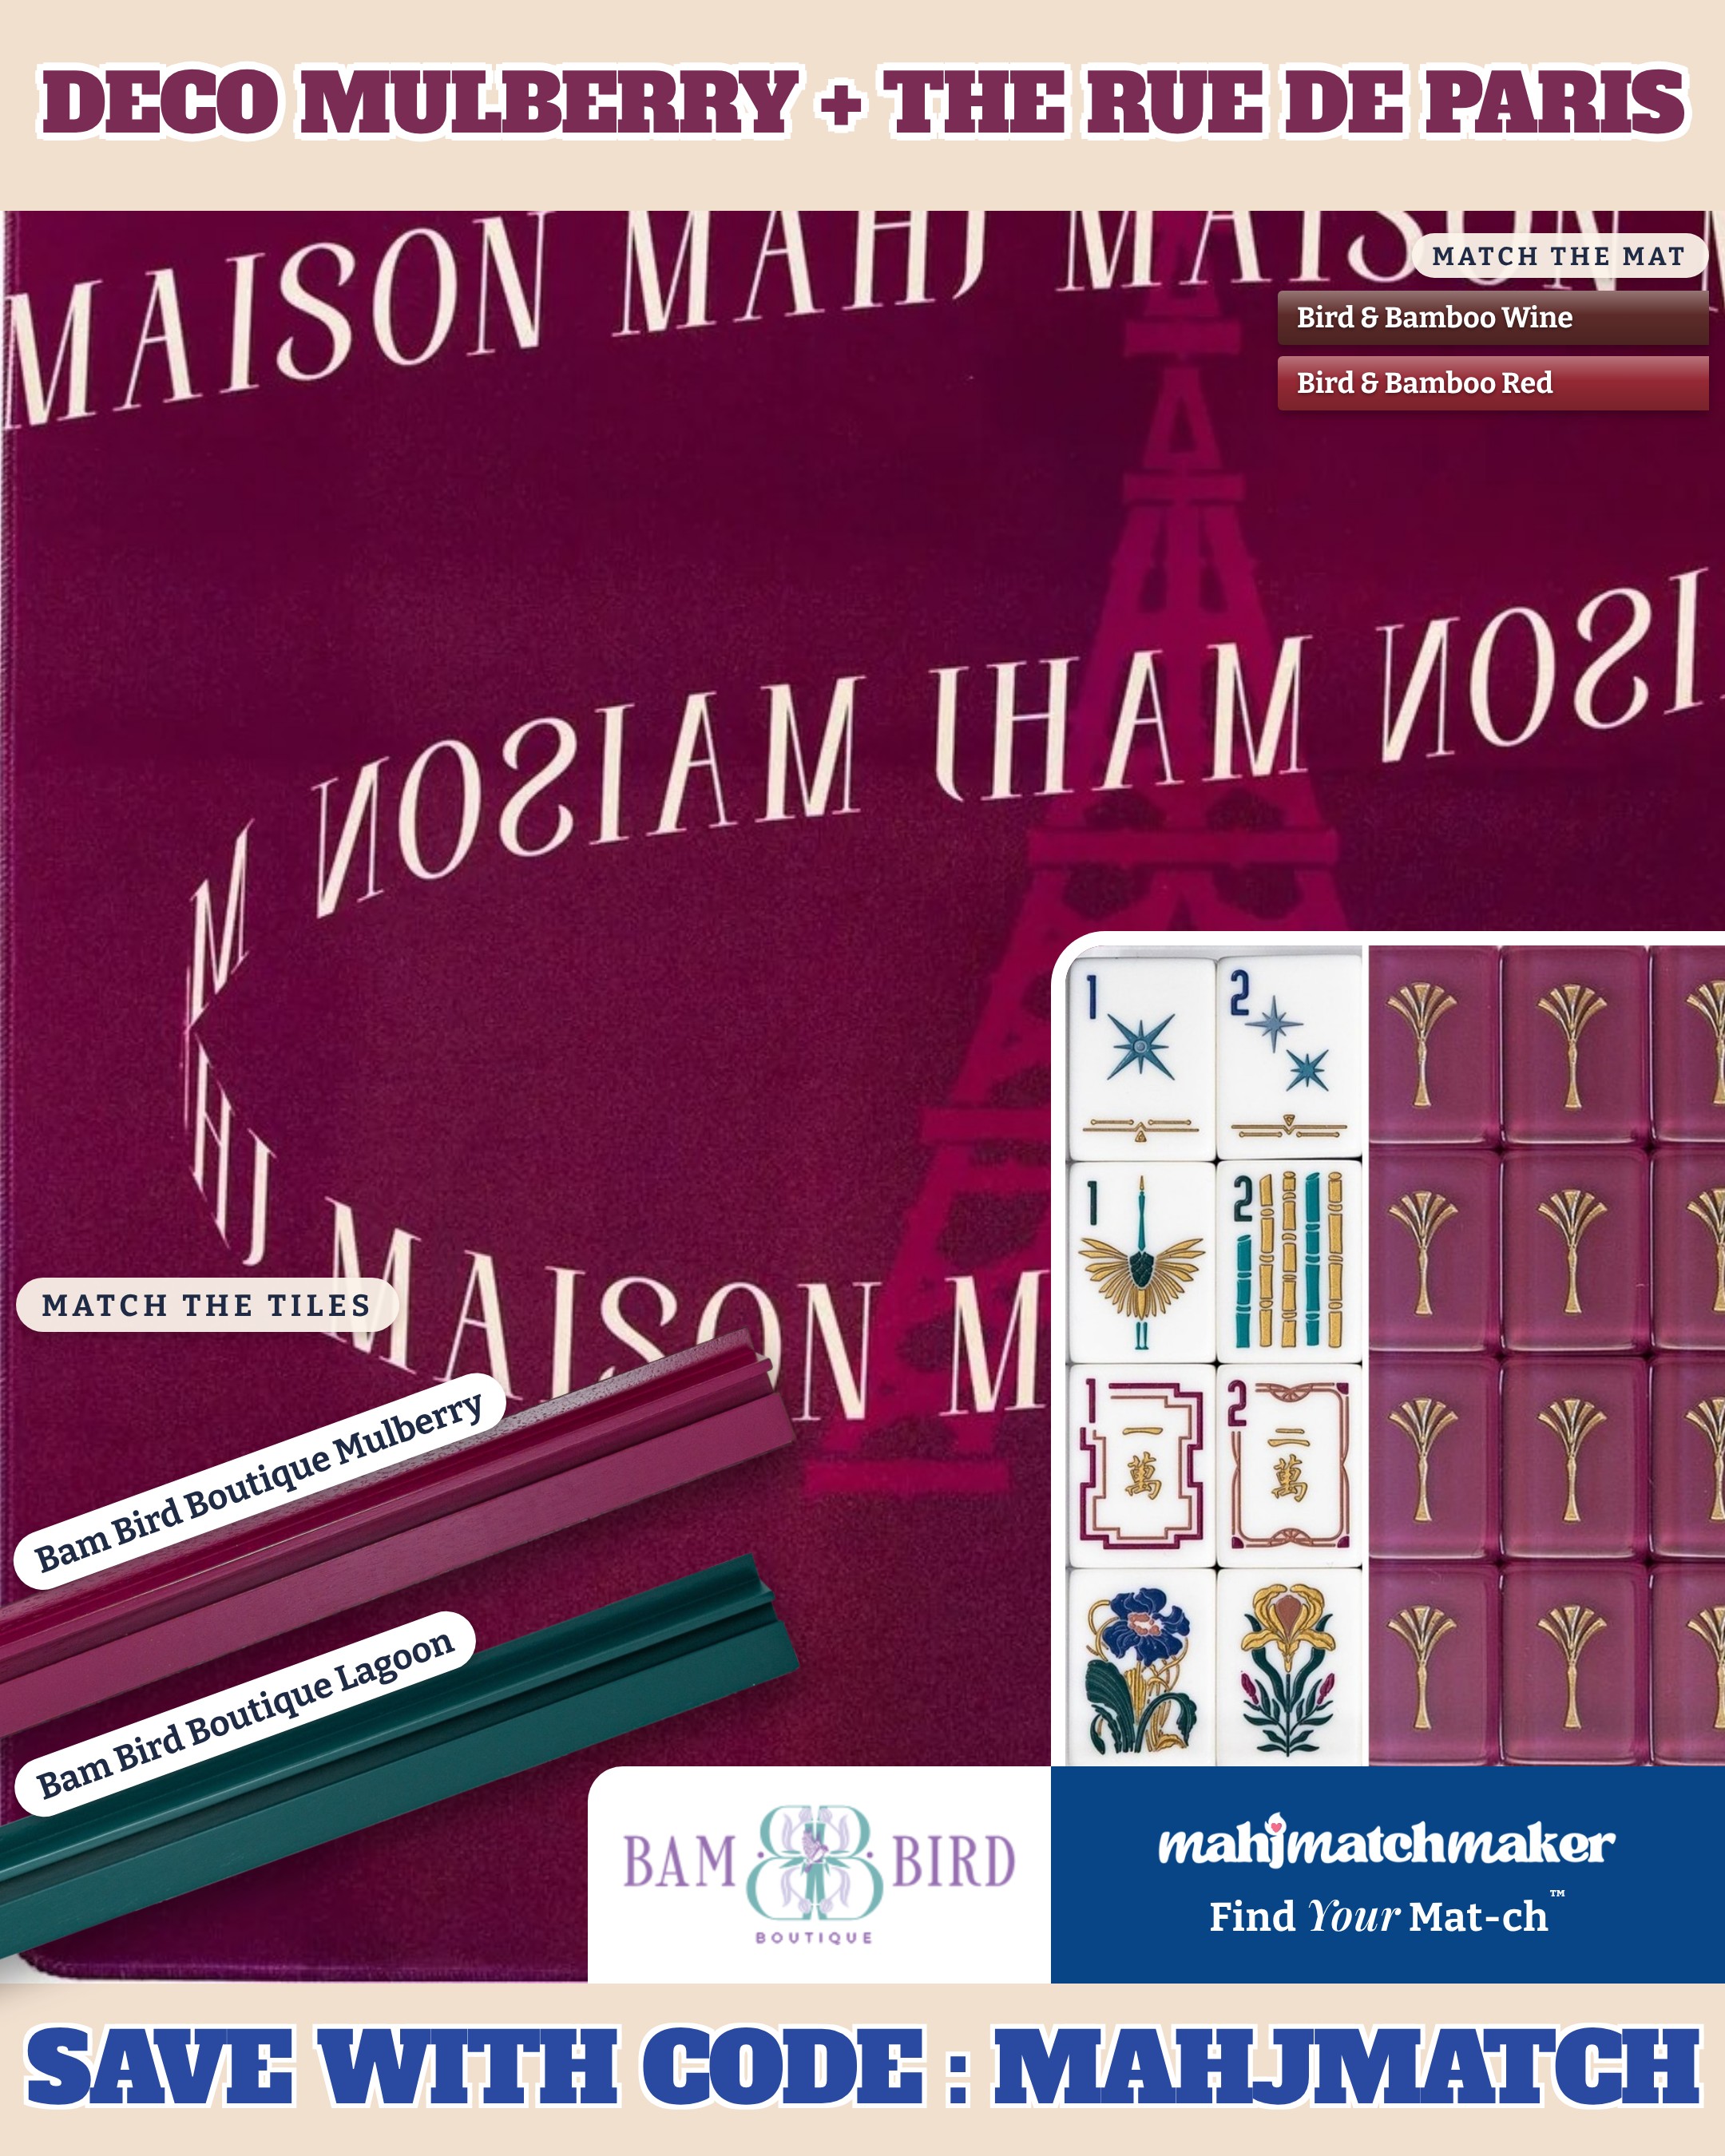 DECO MULBERRY + THE RUE DE PARIS
MAISON MAHJ MAISON M
MATCH THE MAT
Bird & Bamboo Wine
Bird & Bamboo Red
M MAISON MAHJ MAISON
HJ MAISON M
MATCH THE TILES
Bam Bird Boutique Mulberry
Bam Bird Boutique Lagoon
1
2
1
2
1
一
萬
2
二
萬
BAM BB BIRD
BOUTIQUE
mahjmatchmaker
Find Your Mat-ch™
SAVE WITH CODE : MAHJMATCH